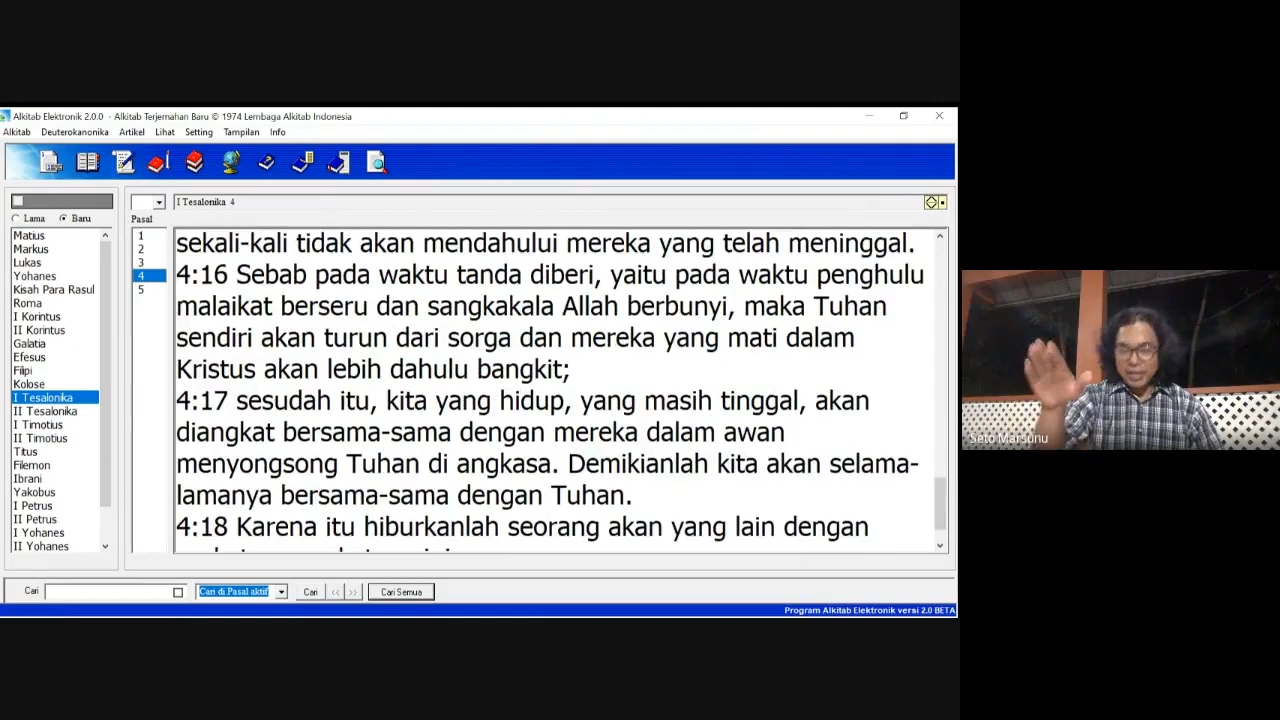 Alkitab Elektronik 2.0.0 - Alkitab Terjemahan Baru © 1974 Lembaga Alkitab Indonesia
Alkitab Deuterokanonika Artikel Lihat Setting Tampilan Info
I Tesalonika 4
Lama Baru
Pasal
Matius
Markus
Lukas
Yohanes
Kisah Para Rasul
Roma
I Korintus
II Korintus
Galatia
Efesus
Filipi
Kolose
I Tesalonika
II Tesalonika
I Timotius
II Timotius
Titus
Filemon
Ibrani
Yakobus
I Petrus
II Petrus
I Yohanes
II Yohanes
1
2
3
4
5
sekali-kali tidak akan mendahului mereka yang telah meninggal.
4:16 Sebab pada waktu tanda diberi, yaitu pada waktu penghulu
malaikat berseru dan sangkakala Allah berbunyi, maka Tuhan
sendiri akan turun dari sorga dan mereka yang mati dalam
Kristus akan lebih dahulu bangkit;
4:17 sesudah itu, kita yang hidup, yang masih tinggal, akan
diangkat bersama-sama dengan mereka dalam awan
menyongsong Tuhan di angkasa. Demikianlah kita akan selama-
lamanya bersama-sama dengan Tuhan.
4:18 Karena itu hiburkanlah seorang akan yang lain dengan
Cari Cari di Pasal aktif Cari << >> Cari Semua
Program Alkitab Elektronik versi 2.0 BETA
Seto Marsunu